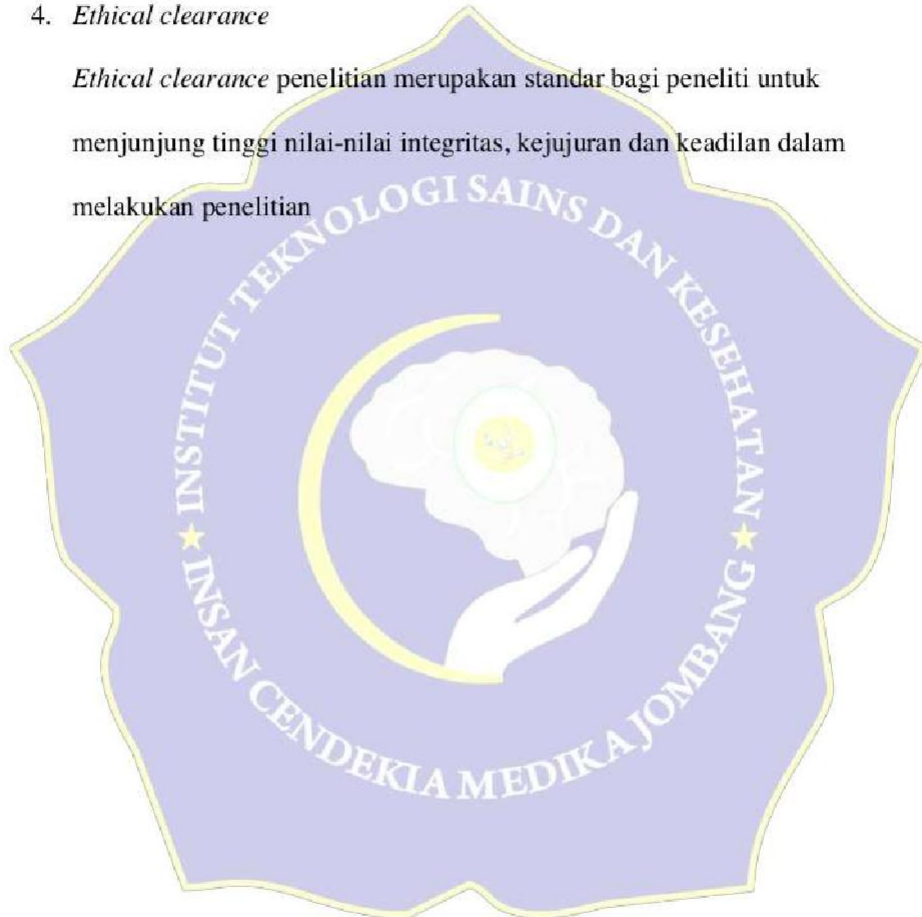 4. Ethical clearance
Ethical clearance penelitian merupakan standar bagi peneliti untuk
menjunjung tinggi nilai-nilai integritas, kejujuran dan keadilan dalam
melakukan penelitian
INSTITUT TEKNOLOGI SAINS DAN KESEHATAN
INSAN CENDEKIA MEDIKA JOMBANG